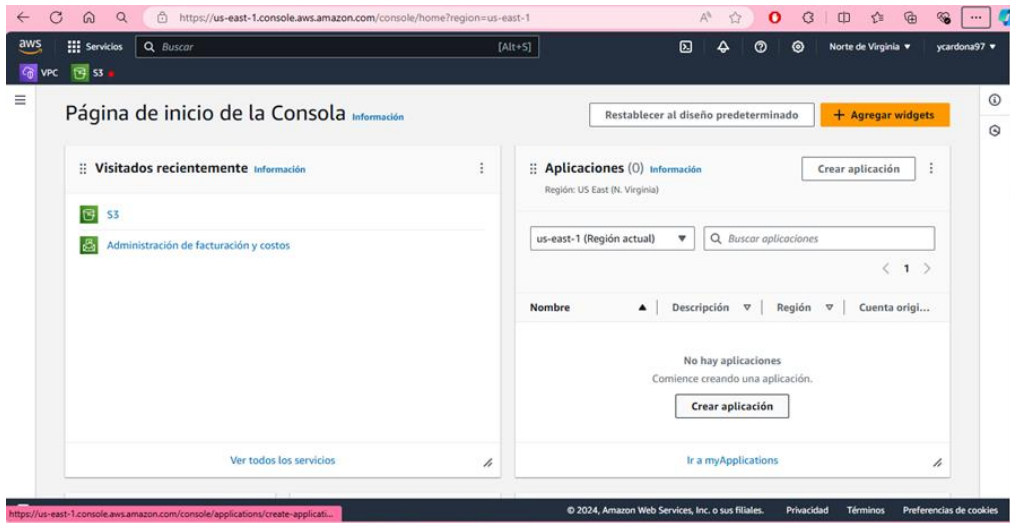 https://us-east-1.console.aws.amazon.com/console/home?region=us-east-1
aws Servicios Buscar [Alt+S] Norte de Virginia ycardona97
VPC S3
Página de inicio de la Consola Información Restablecer al diseño predeterminado + Agregar widgets
Visitados recientemente Información
S3
Administración de facturación y costos
Ver todos los servicios
Aplicaciones (0) Información Crear aplicación
Región: US East (N. Virginia)
us-east-1 (Región actual) Buscar aplicaciones
1
Nombre Descripción Región Cuenta origi...
No hay aplicaciones
Comience creando una aplicación.
Crear aplicación
Ir a myApplications
https://us-east-1.console.aws.amazon.com/console/applications/create-applicati...
© 2024, Amazon Web Services, Inc. o sus filiales. Privacidad Términos Preferencias de cookies